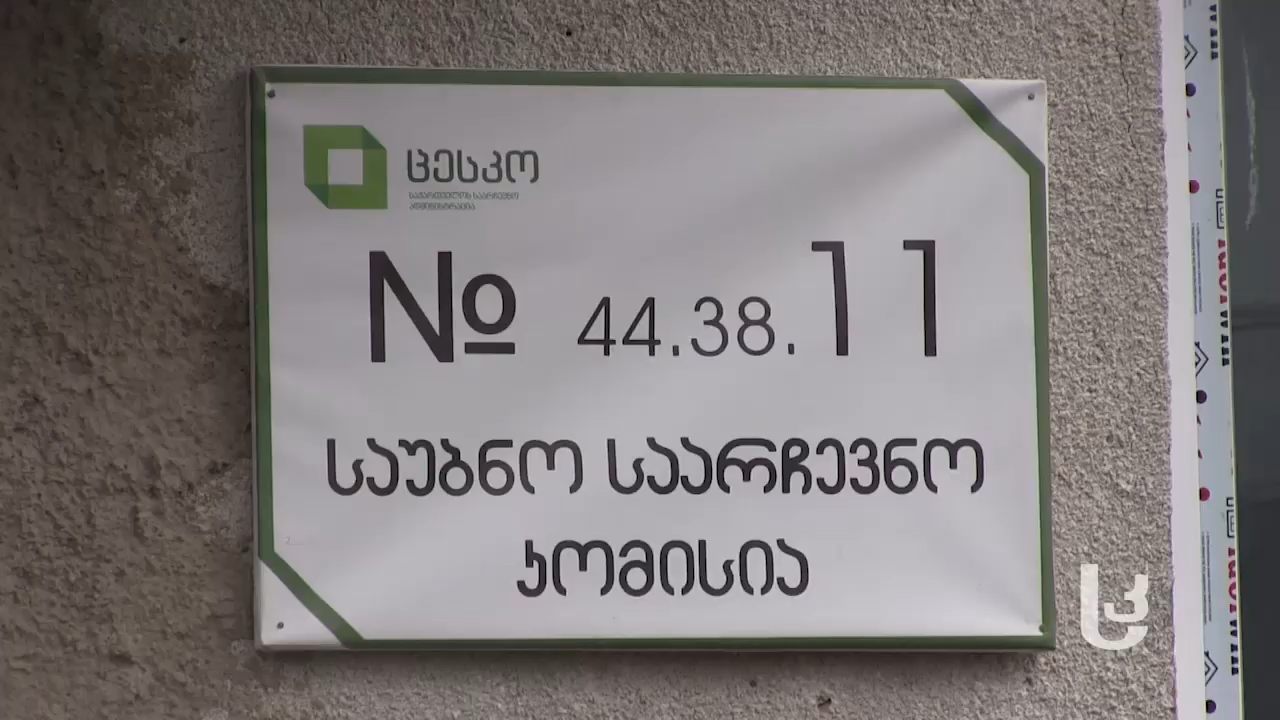 ცესკო
საქართველოს საარჩევნო
ადმინისტრაცია
№ 44.38.11
საუბნო საარჩევნო
კომისია